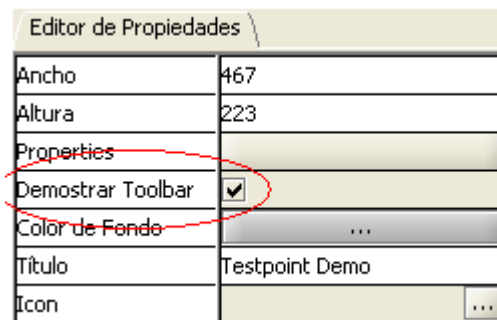 Editor de Propiedades
Ancho 467
Altura 223
Properties
Demostrar Toolbar
Color de Fondo ...
Título Testpoint Demo
Icon ...